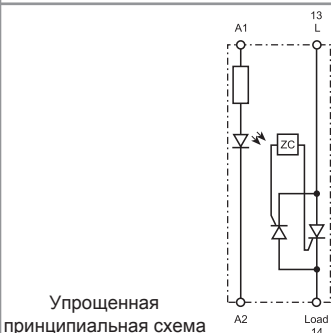 13
A1 L
ZC
A2 Load
14
Упрощенная
принципиальная схема